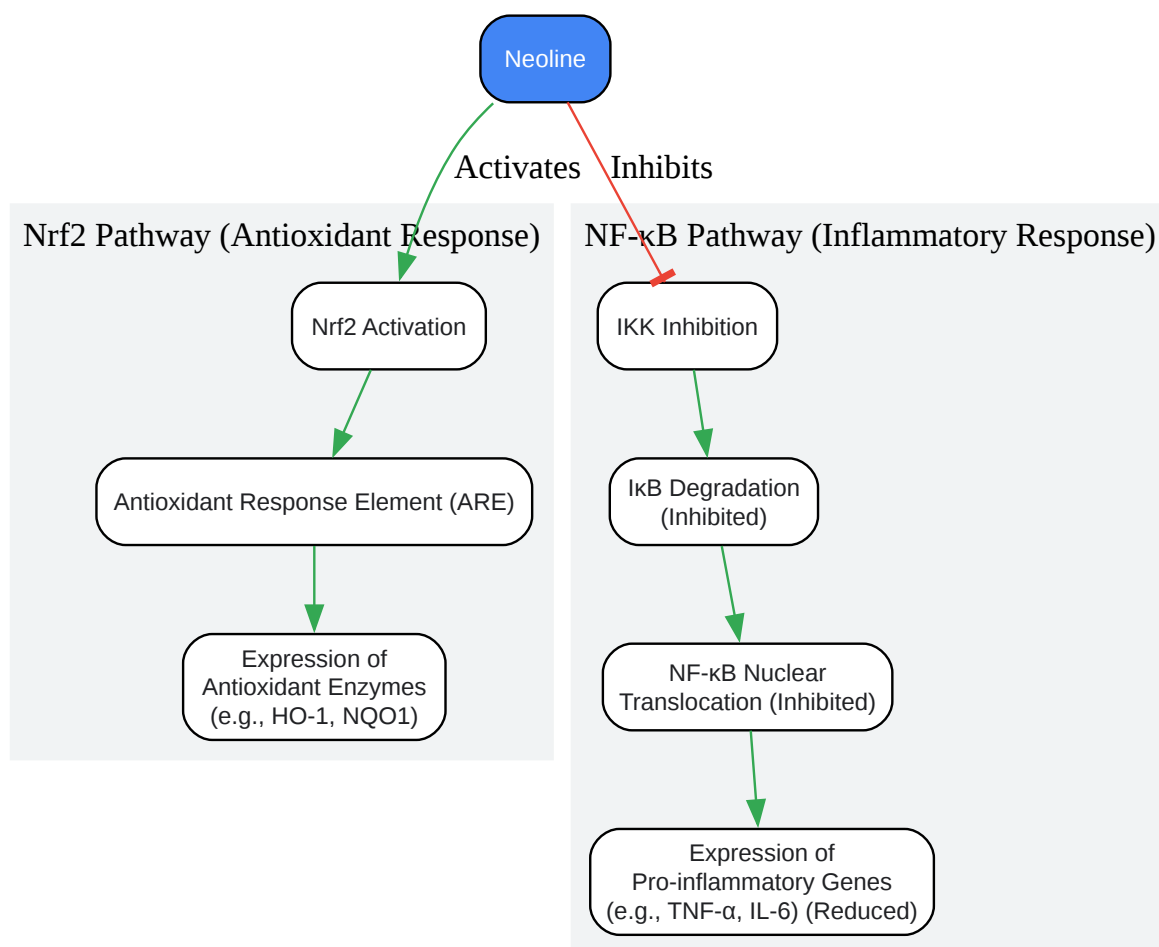 Neoline
Activates
Inhibits
Nrf2 Pathway (Antioxidant Response)
Nrf2 Activation
Antioxidant Response Element (ARE)
Expression of
Antioxidant Enzymes
(e.g., HO-1, NQO1)
NF-κB Pathway (Inflammatory Response)
IKK Inhibition
IκB Degradation
(Inhibited)
NF-κB Nuclear
Translocation (Inhibited)
Expression of
Pro-inflammatory Genes
(e.g., TNF-α, IL-6) (Reduced)